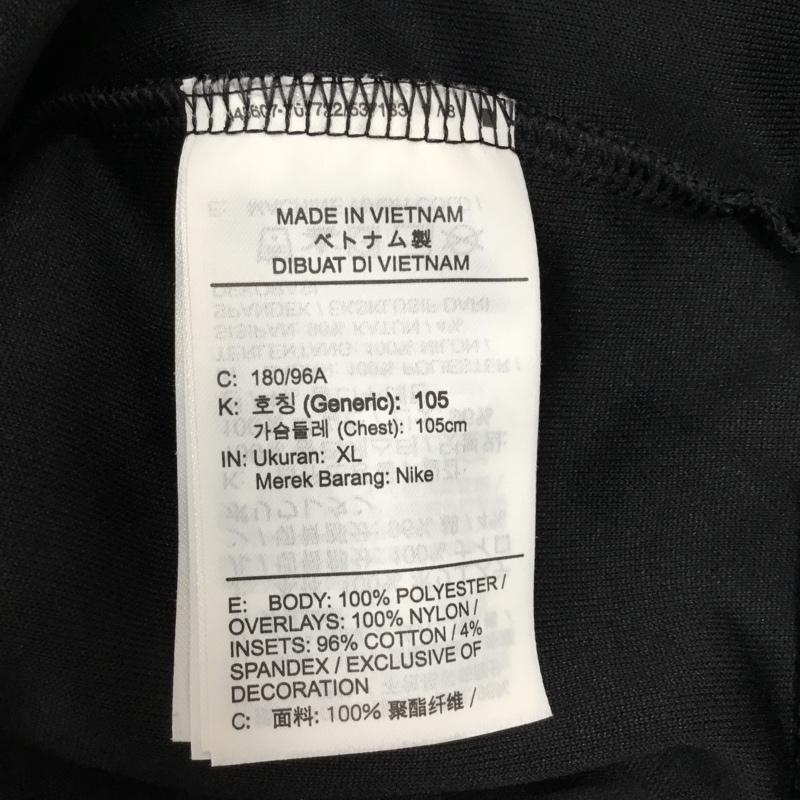 MADE IN VIETNAM
ベトナム製
DIBUAT DI VIETNAM
C: 180/96A
K: 호칭 (Generic): 105
가슴둘레 (Chest): 105cm
IN: Ukuran: XL
Merek Barang: Nike
E: BODY: 100% POLYESTER /
OVERLAYS: 100% NYLON /
INSETS: 96% COTTON / 4%
SPANDEX / EXCLUSIVE OF
DECORATION
C: 面料: 100% 聚酯纤维 /